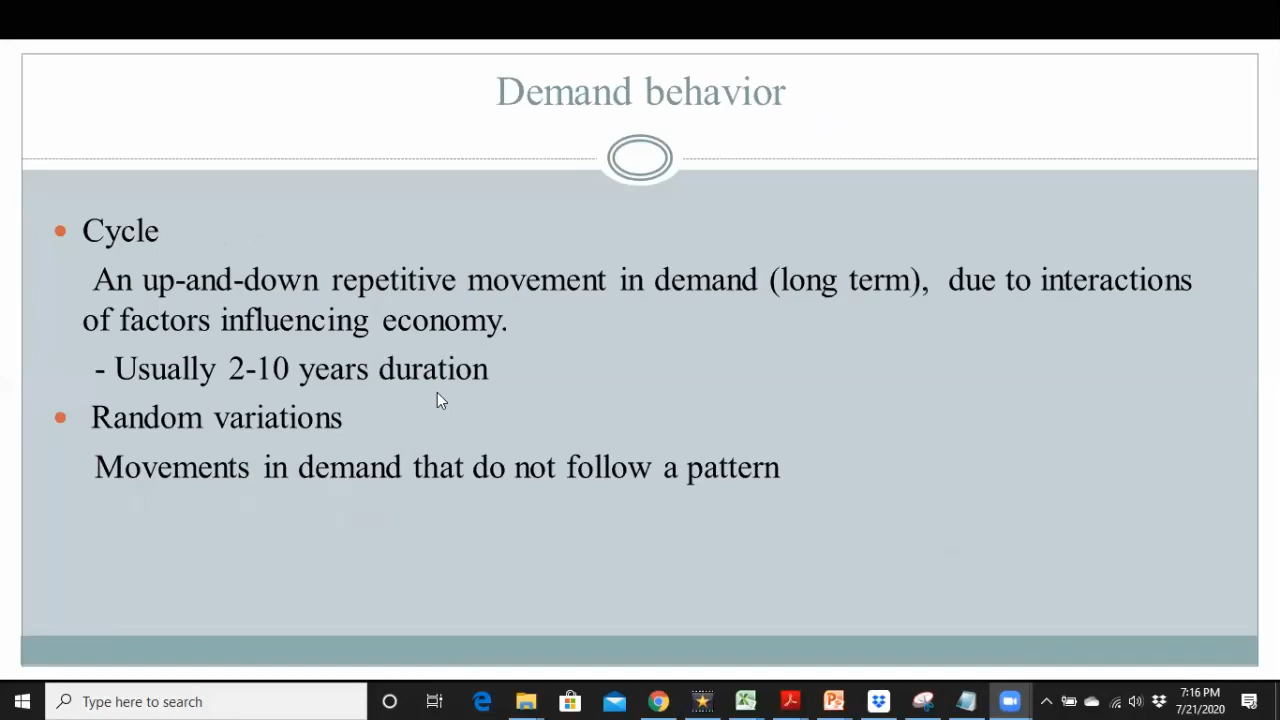 Demand behavior
• Cycle
An up-and-down repetitive movement in demand (long term), due to interactions
of factors influencing economy.
- Usually 2-10 years duration
• Random variations
Movements in demand that do not follow a pattern
Type here to search
7:16 PM
7/21/2020